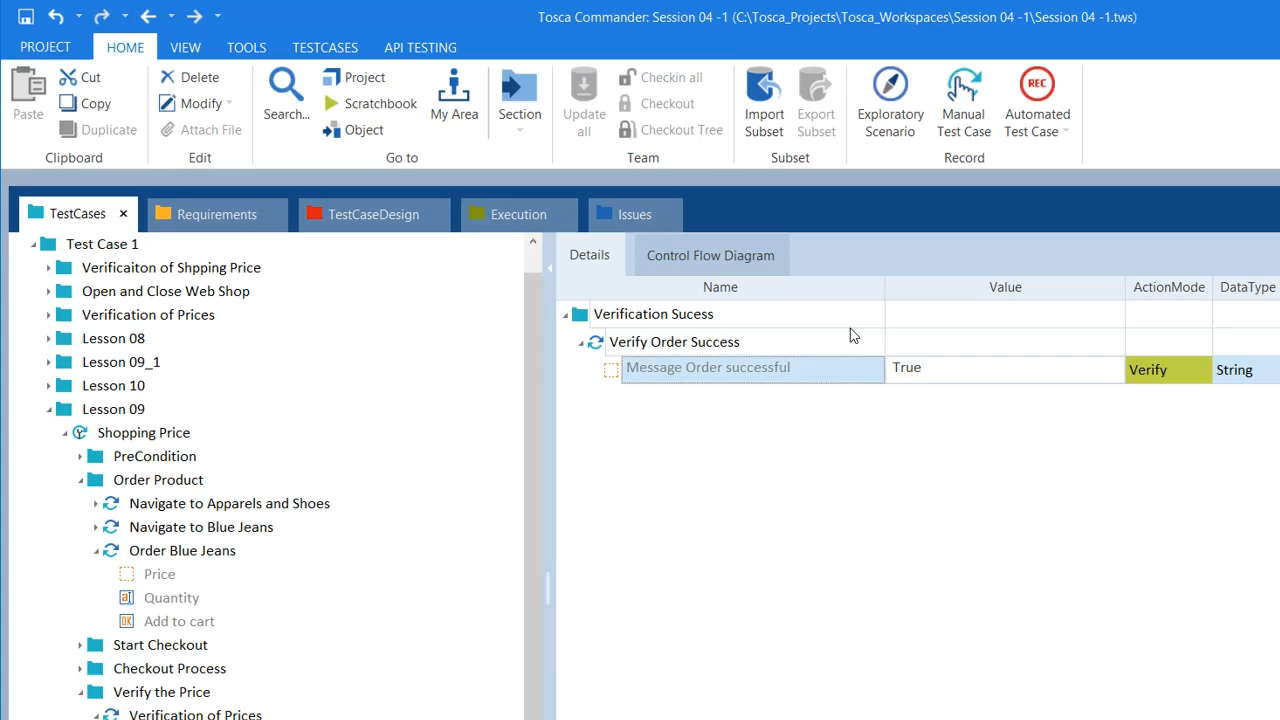 Tosca Commander: Session 04 -1 (C:\Tosca_Projects\Tosca_Workspaces\Session 04 -1\Session 04 -1.tws)
PROJECT HOME VIEW TOOLS TESTCASES API TESTING
Paste
Cut
Copy
Duplicate
Clipboard
Delete
Modify
Attach File
Edit
Search...
Project
Scratchbook
Object
My Area
Section
Go to
Update
all
Checkin all
Checkout
Checkout Tree
Team
Import
Subset
Export
Subset
Subset
Exploratory
Scenario
Manual
Test Case
REC
Automated
Test Case
Record
TestCases ×
Requirements
TestCaseDesign
Execution
Issues
Test Case 1
Verificaiton of Shpping Price
Open and Close Web Shop
Verification of Prices
Lesson 08
Lesson 09_1
Lesson 10
Lesson 09
Shopping Price
PreCondition
Order Product
Navigate to Apparels and Shoes
Navigate to Blue Jeans
Order Blue Jeans
Price
Quantity
OK Add to cart
Start Checkout
Checkout Process
Verify the Price
Verification of Prices
Details Control Flow Diagram
Name Value ActionMode DataType
Verification Sucess
Verify Order Success
Message Order successful True Verify String